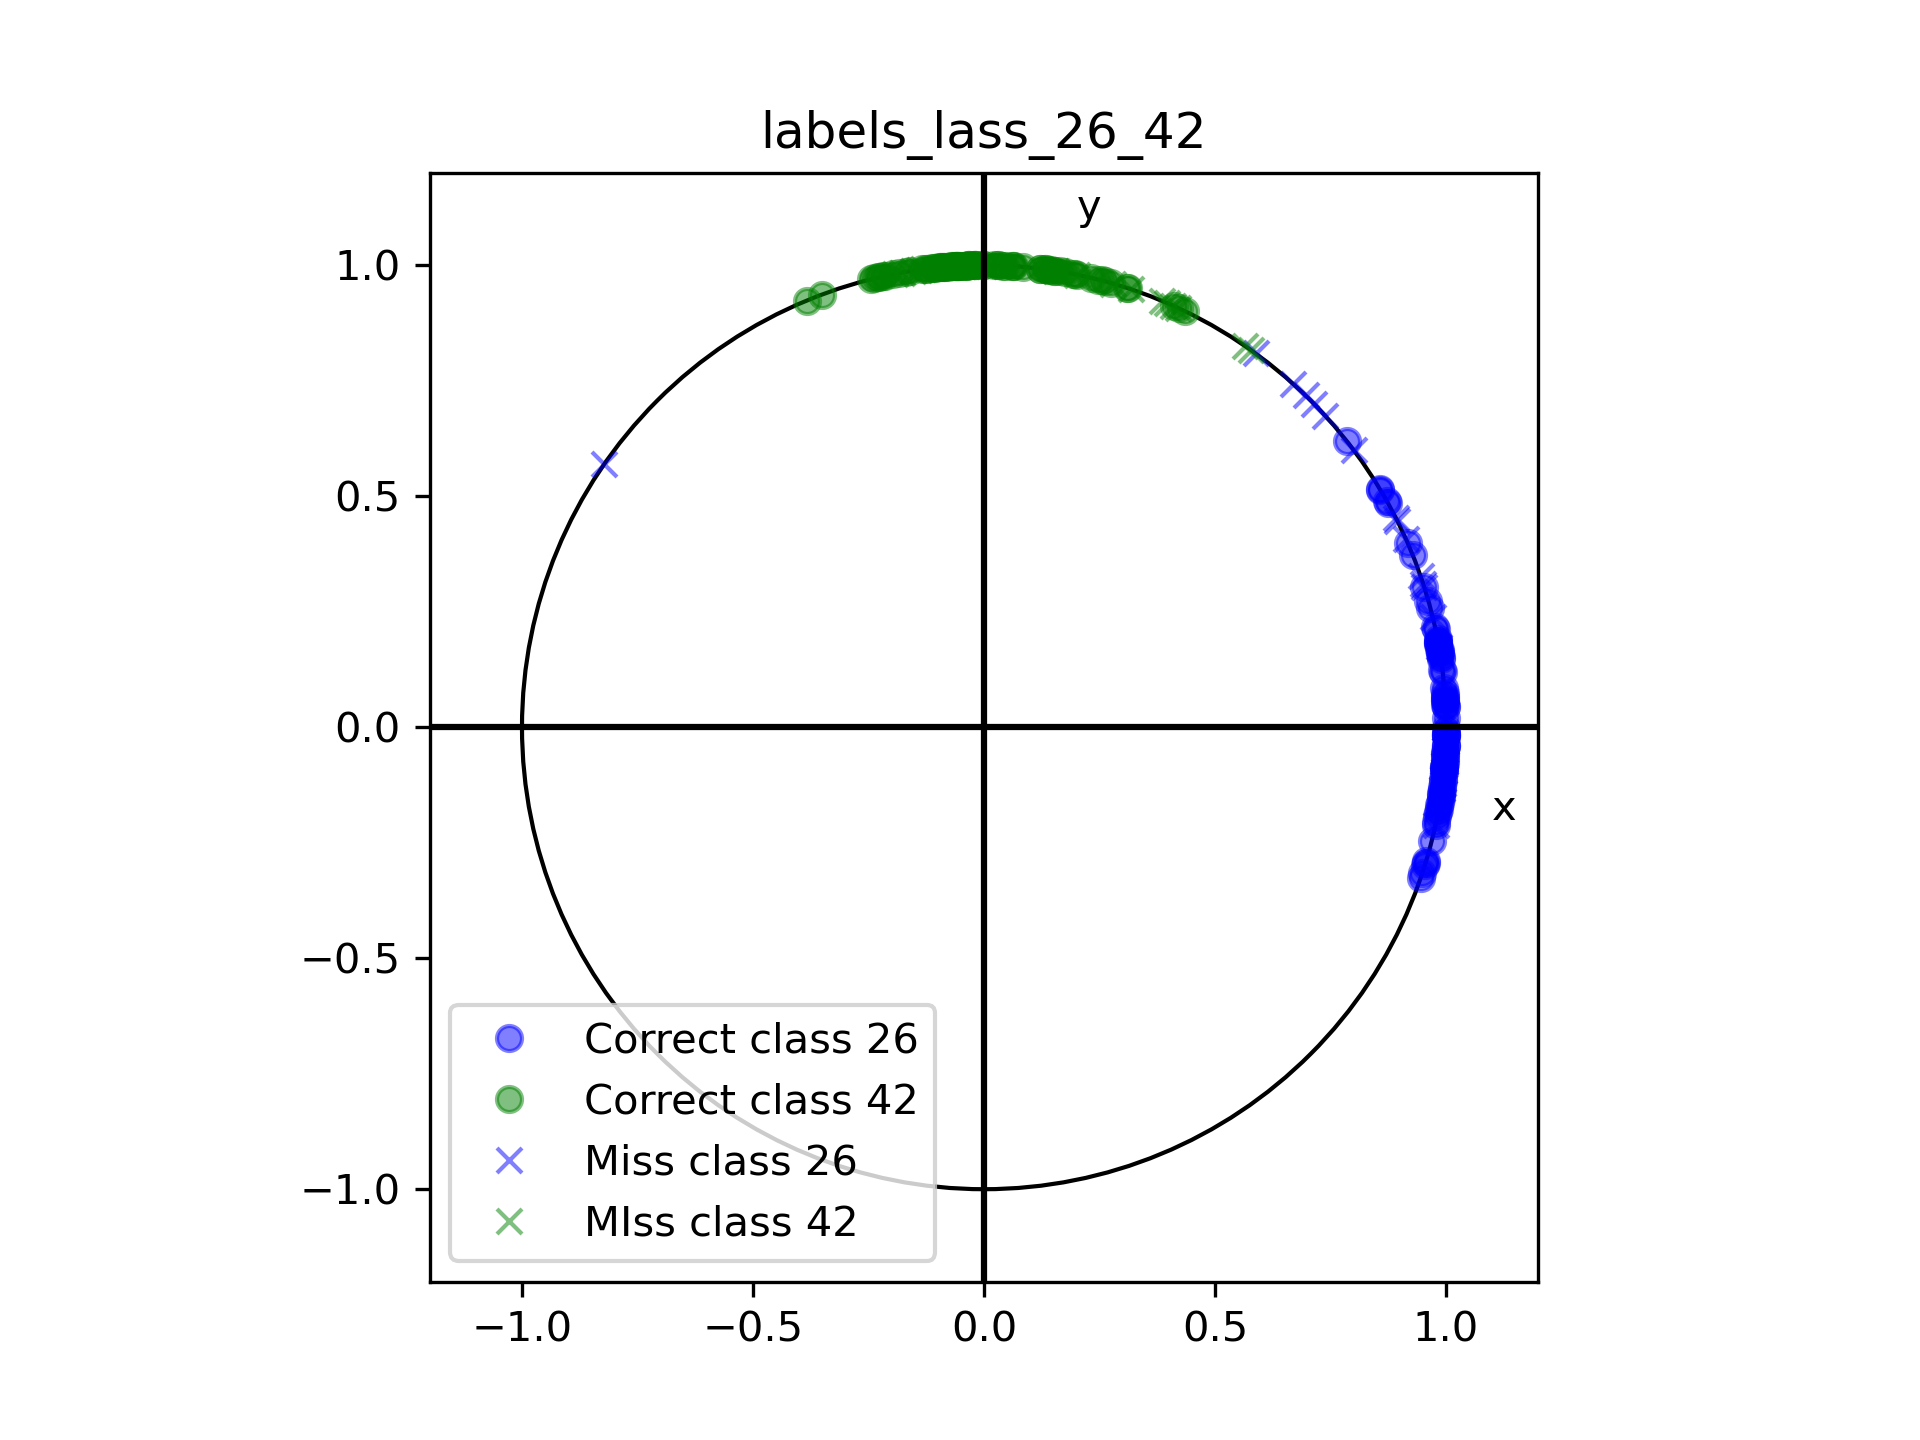 labels_lass_26_42
y
1.0
0.5
0.0
−0.5
−1.0
x
Correct class 26
Correct class 42
Miss class 26
MIss class 42
−1.0 −0.5 0.0 0.5 1.0